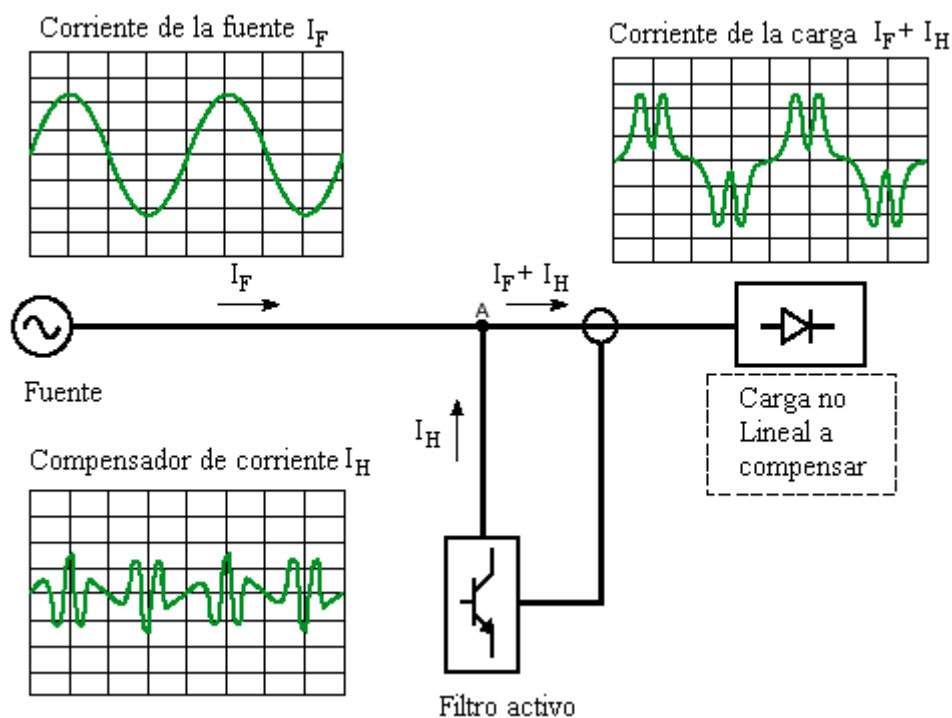 Corriente de la fuente I_F
Corriente de la carga I_F + I_H
I_F
I_F + I_H
A
Fuente
I_H
Carga no
Lineal a
compensar
Compensador de corriente I_H
Filtro activo